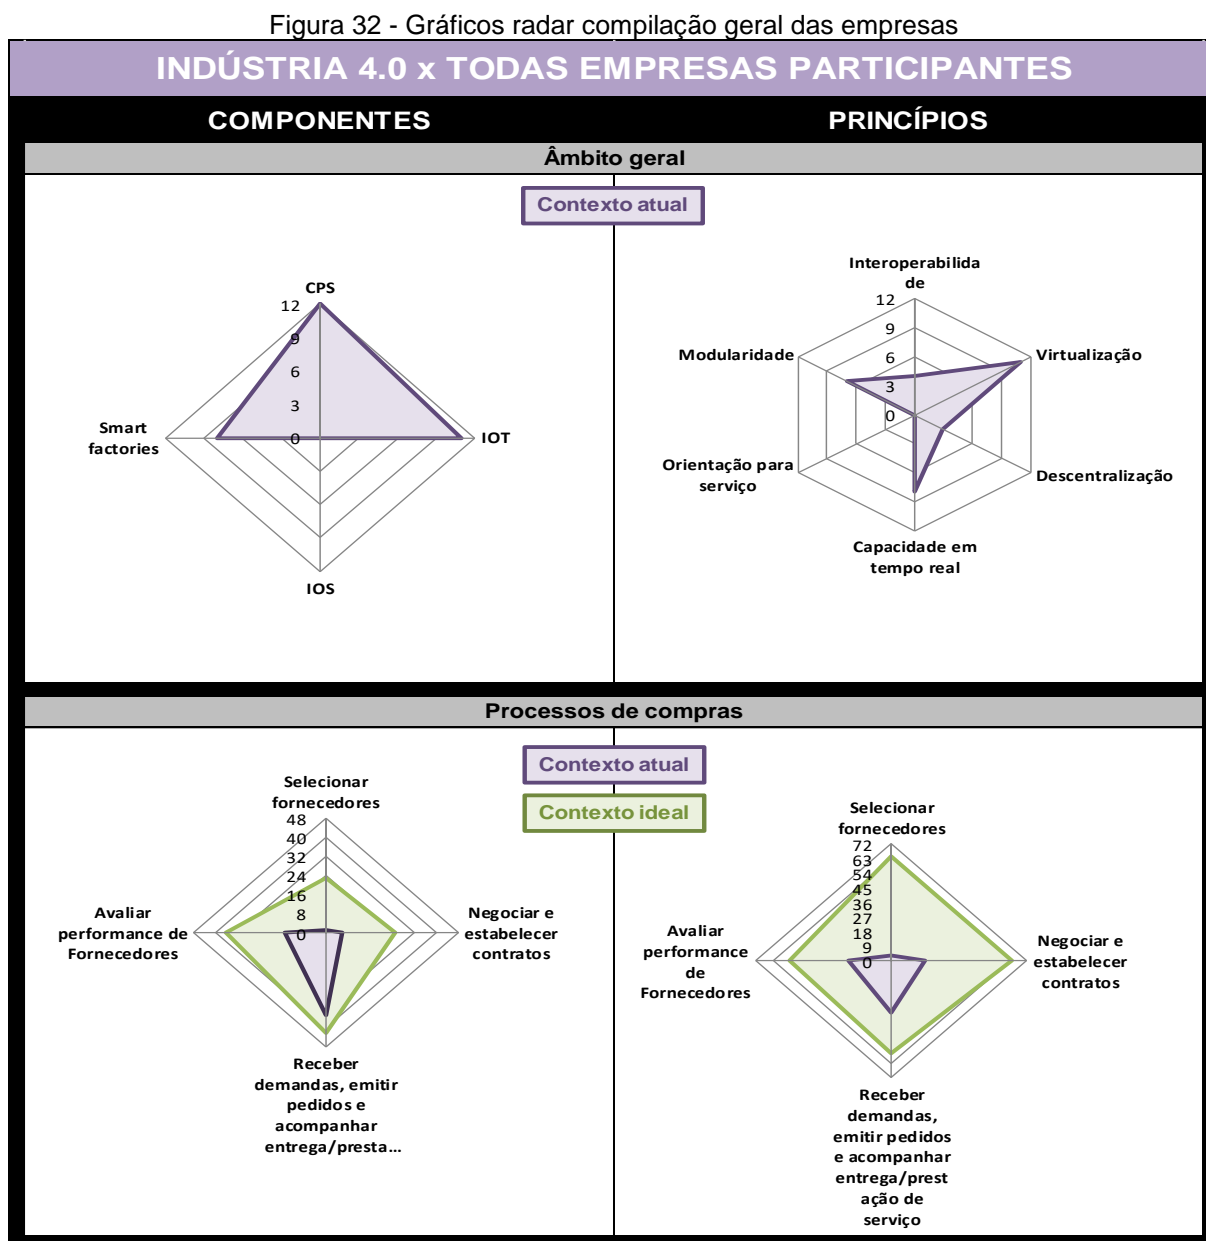 Figura 32 - Gráficos radar compilação geral das empresas
INDÚSTRIA 4.0 x TODAS EMPRESAS PARTICIPANTES
COMPONENTES
PRINCÍPIOS
Âmbito geral
Contexto atual
CPS
12
9
6
3
0
Smart
factories
IOT
IOS
Interoperabilida
de
12
9
6
3
0
Modularidade
Virtualização
Orientação para
serviço
Descentralização
Capacidade em
tempo real
Processos de compras
Contexto atual
Contexto ideal
Selecionar
fornecedores
48
40
32
24
16
8
0
Avaliar
performance de
Fornecedores
Negociar e
estabelecer
contratos
Receber
demandas, emitir
pedidos e
acompanhar
entrega/presta...
Selecionar
fornecedores
72
63
54
45
36
27
18
9
0
Avaliar
performance
de
Fornecedores
Negociar e
estabelecer
contratos
Receber
demandas,
emitir pedidos
e acompanhar
entrega/prest
ação de
serviço